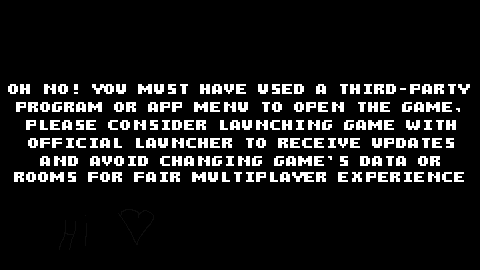 OH NO! YOU MUST HAVE USED A THIRD-PARTY
PROGRAM OR APP MENU TO OPEN THE GAME,
PLEASE CONSIDER LAUNCHING GAME WITH
OFFICIAL LAUNCHER TO RECEIVE UPDATES
AND AVOID CHANGING GAME'S DATA OR
ROOMS FOR FAIR MULTIPLAYER EXPERIENCE
HI